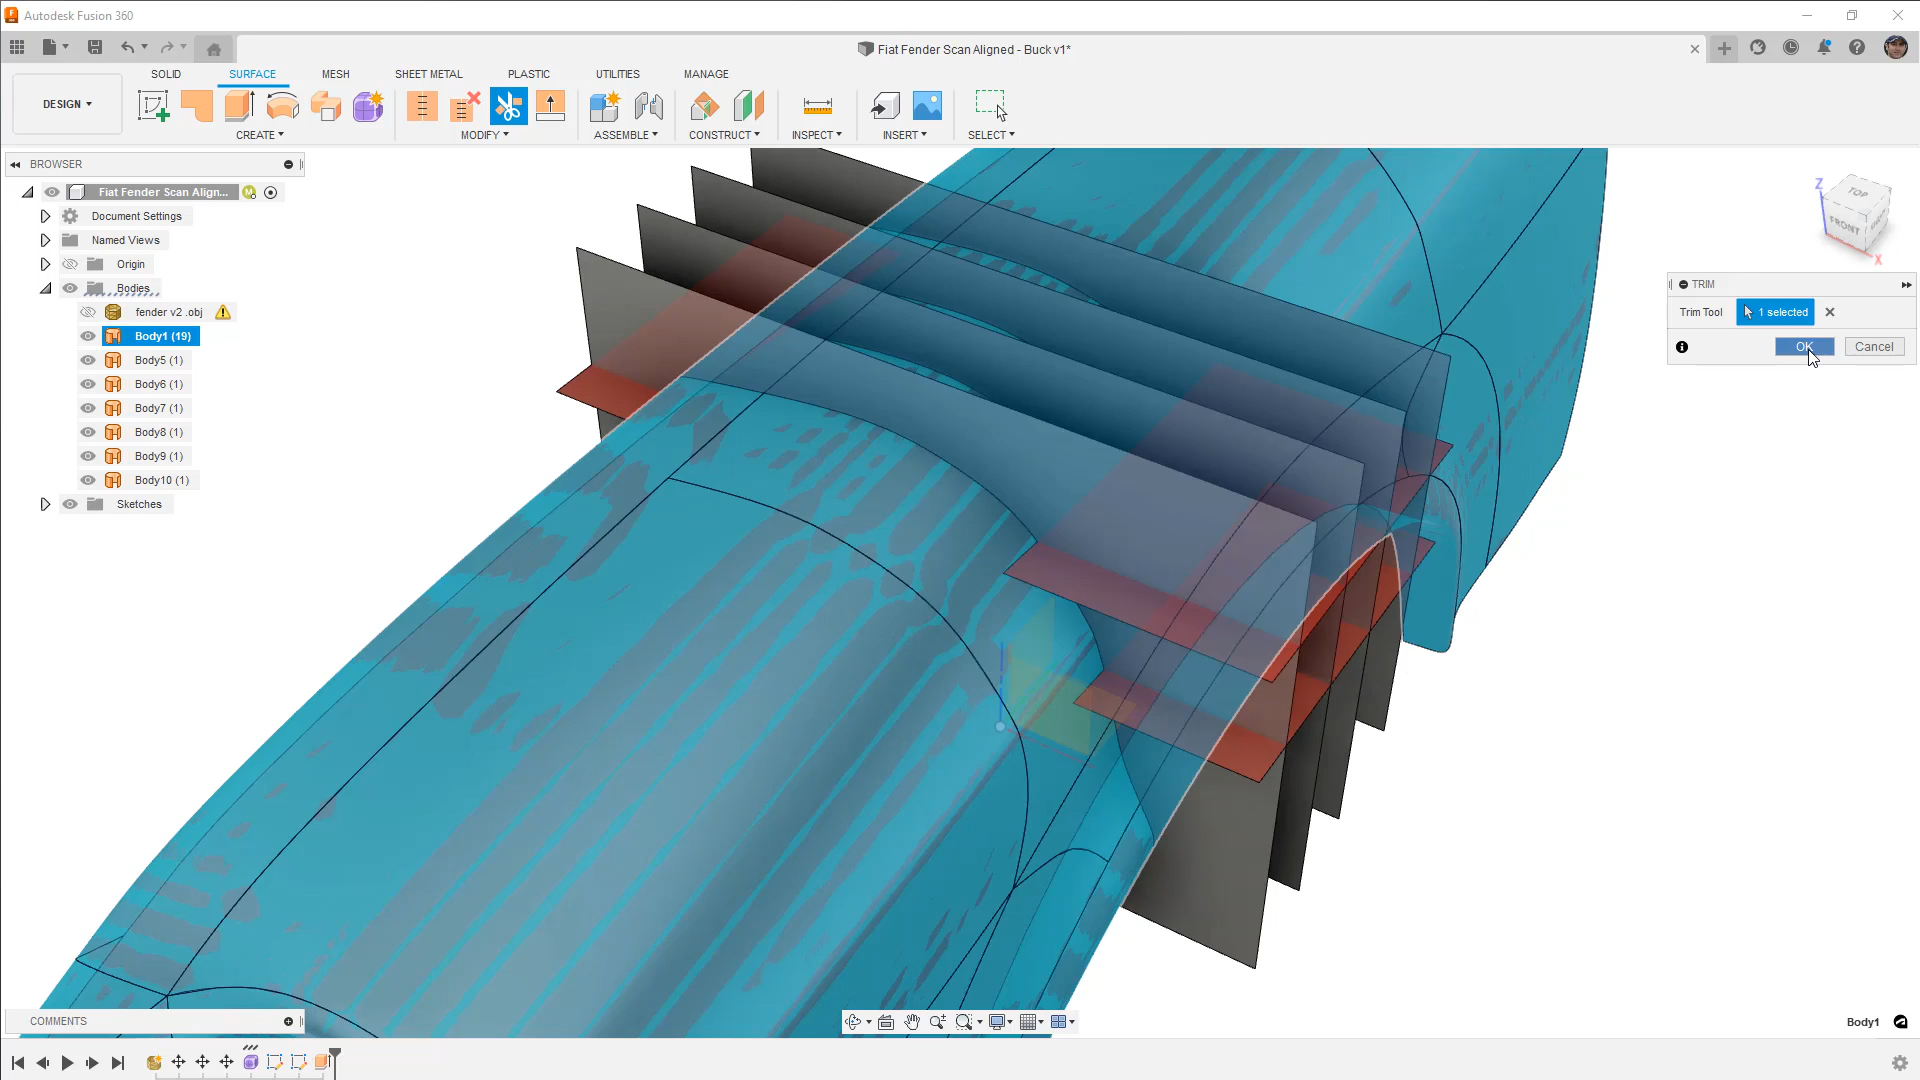 Autodesk Fusion 360
Fiat Fender Scan Aligned - Buck v1*
SOLID SURFACE MESH SHEET METAL PLASTIC UTILITIES MANAGE
DESIGN
CREATE MODIFY ASSEMBLE CONSTRUCT INSPECT INSERT SELECT
BROWSER
Fiat Fender Scan Align...
Document Settings
Named Views
Origin
Bodies
fender v2 .obj
Body1 (19)
Body5 (1)
Body6 (1)
Body7 (1)
Body8 (1)
Body9 (1)
Body10 (1)
Sketches
Z
TOP
FRONT
X
TRIM
Trim Tool 1 selected
OK Cancel
COMMENTS
Body1